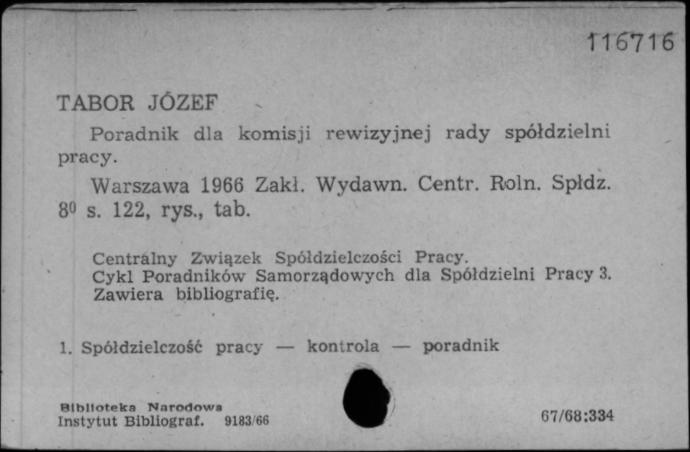 116716
TABOR JÓZEF
Poradnik dla komisji rewizyjnej rady spółdzielni
pracy.
Warszawa 1966 Zakł. Wydawn. Centr. Roln. Spłdz.
8⁰ s. 122, rys., tab.
Centralny Związek Spółdzielczości Pracy.
Cykl Poradników Samorządowych dla Spółdzielni Pracy 3.
Zawiera bibliografię.
1. Spółdzielczość pracy — kontrola — poradnik
Biblioteka Narodowa
Instytut Bibliograf. 9183/66
67/68:334